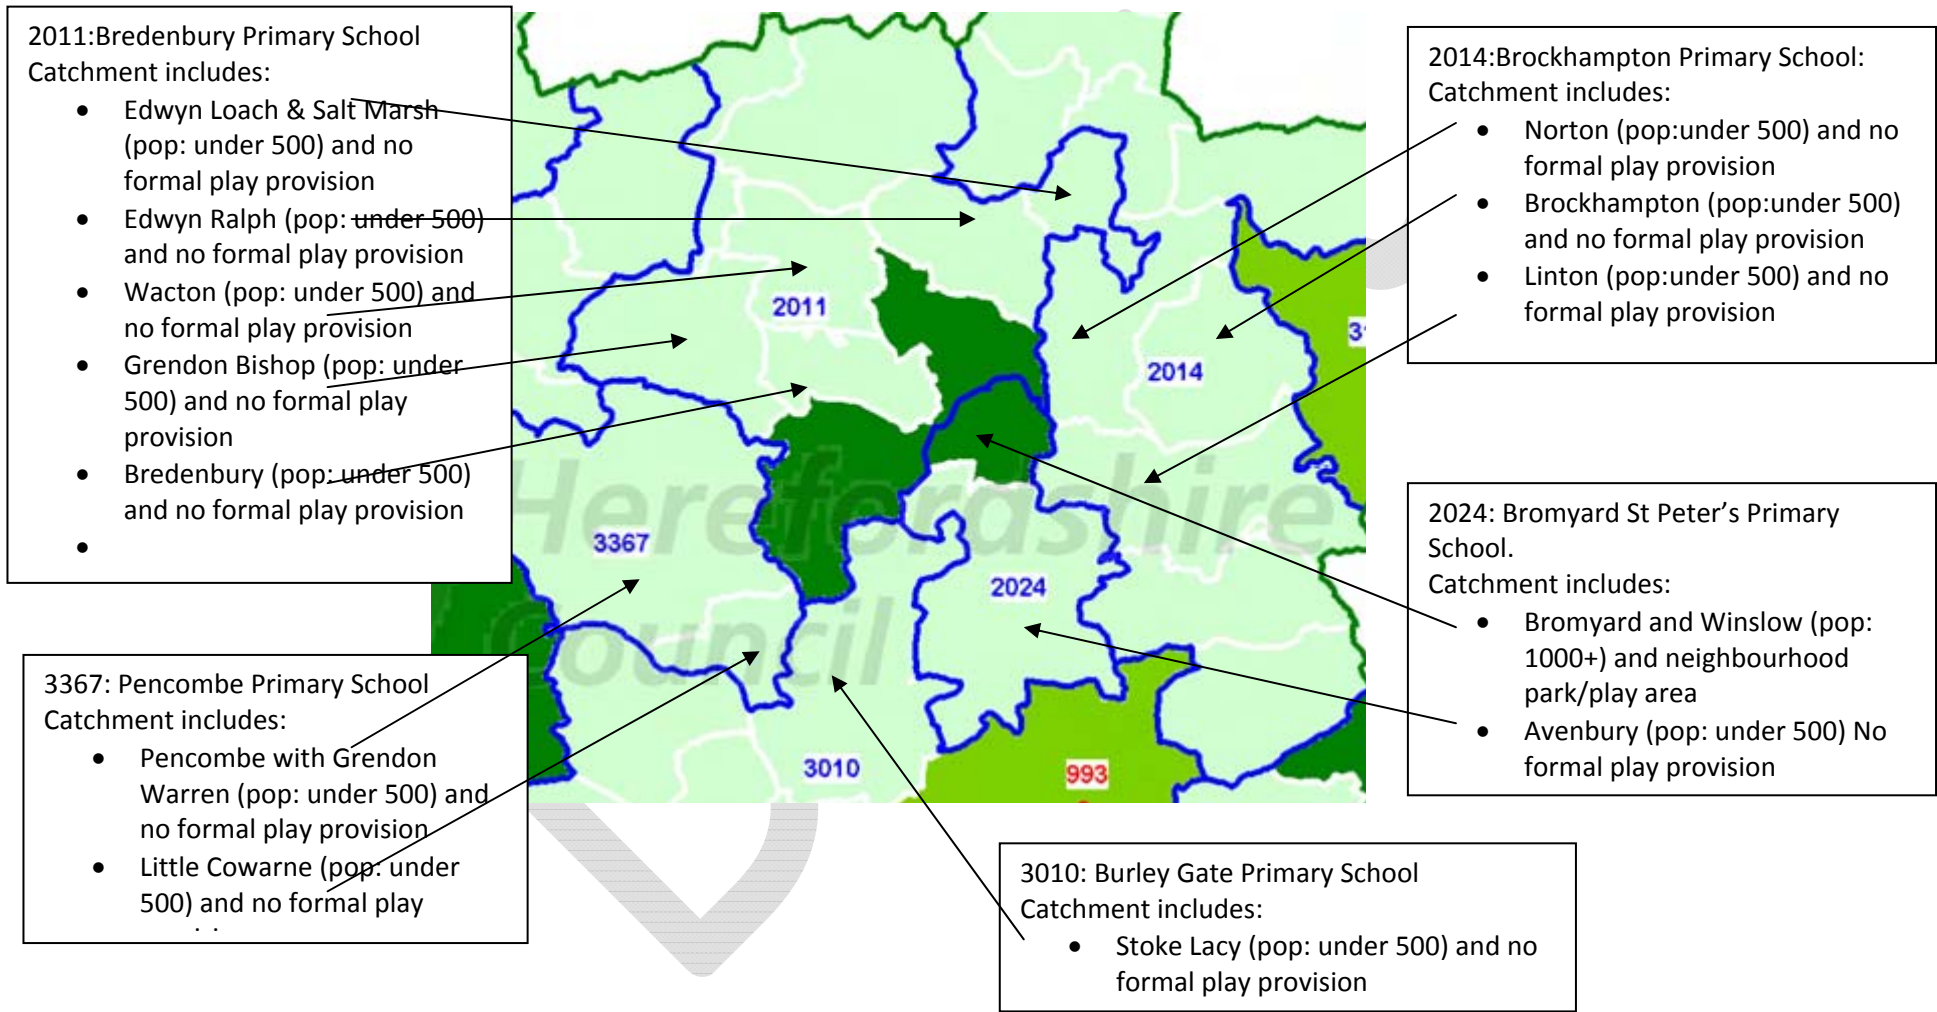 2011:Bredenbury Primary School
Catchment includes:
• Edwyn Loach & Salt Marsh
(pop: under 500) and no
formal play provision
• Edwyn Ralph (pop: under 500)
and no formal play provision
• Wacton (pop: under 500) and
no formal play provision
• Grendon Bishop (pop: under
500) and no formal play
provision
• Bredenbury (pop: under 500)
and no formal play provision
•
3367: Pencombe Primary School
Catchment includes:
• Pencombe with Grendon
Warren (pop: under 500) and
no formal play provision
• Little Cowarne (pop: under
500) and no formal play
2011
2014
3367
2024
3010
993
31
Herefordshire
Council
2014:Brockhampton Primary School:
Catchment includes:
• Norton (pop:under 500) and no
formal play provision
• Brockhampton (pop:under 500)
and no formal play provision
• Linton (pop:under 500) and no
formal play provision
2024: Bromyard St Peter’s Primary
School.
Catchment includes:
• Bromyard and Winslow (pop:
1000+) and neighbourhood
park/play area
• Avenbury (pop: under 500) No
formal play provision
3010: Burley Gate Primary School
Catchment includes:
• Stoke Lacy (pop: under 500) and no
formal play provision